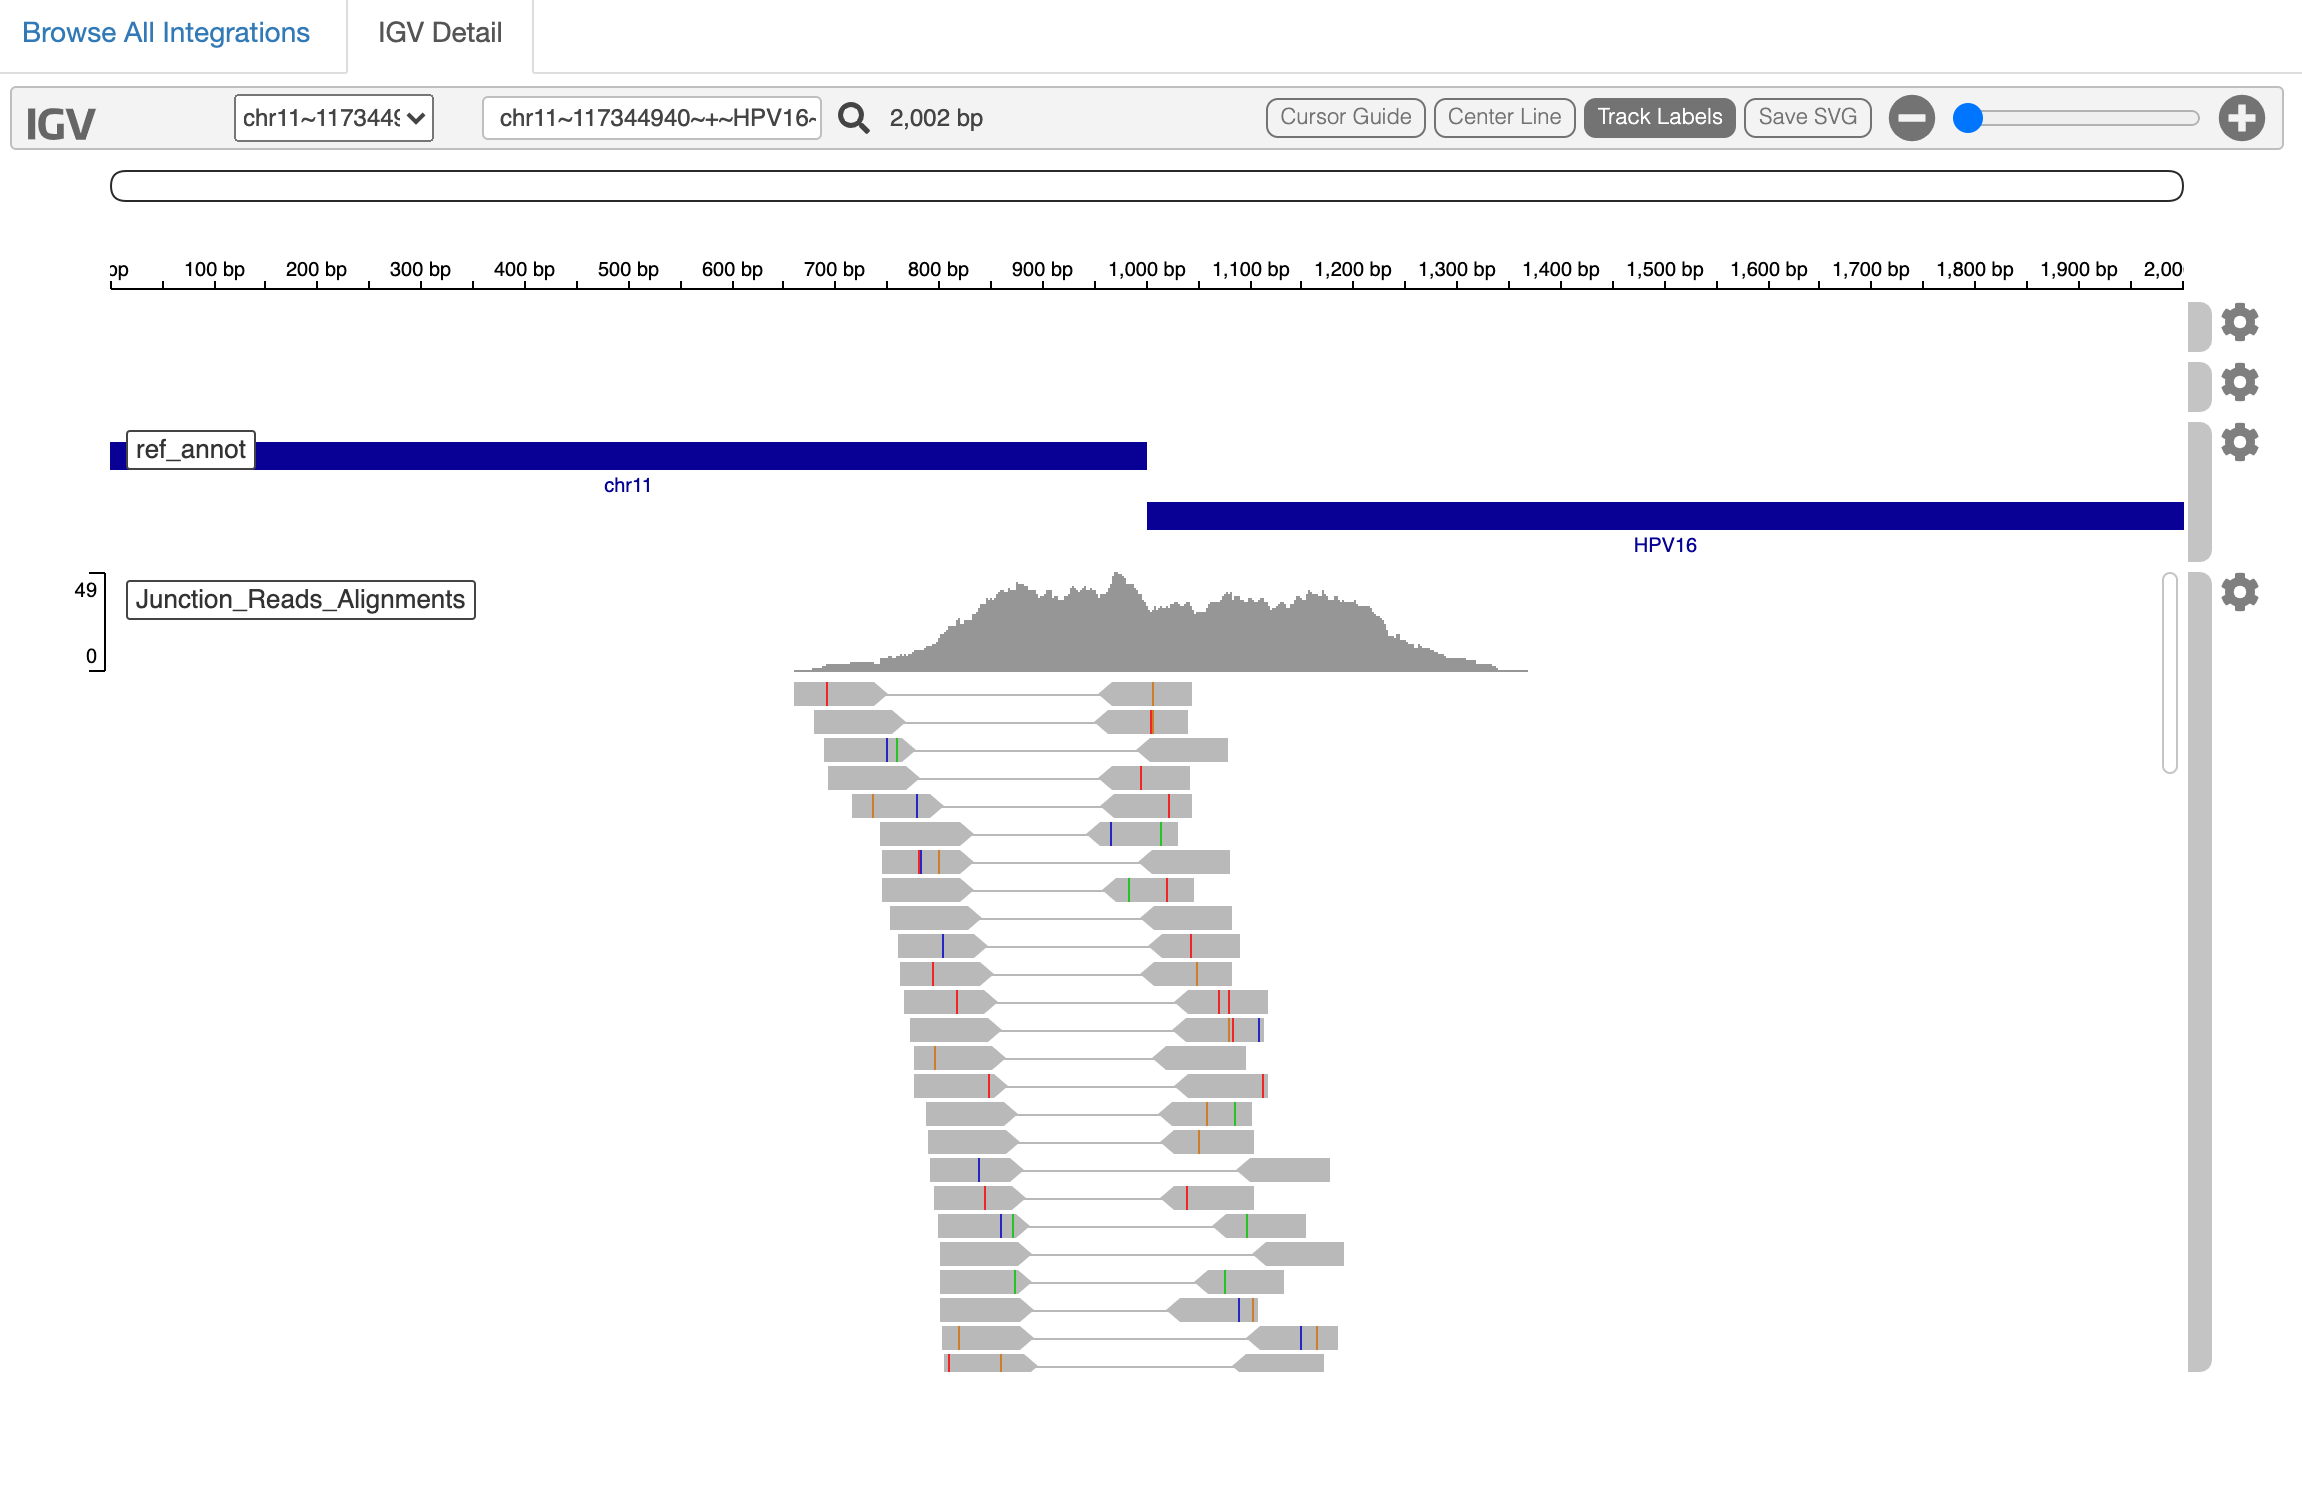 Browse All Integrations IGV Detail
IGV chr11~1173449 chr11~117344940~+~HPV16~ 2,002 bp Cursor Guide Center Line Track Labels Save SVG
bp 100 bp 200 bp 300 bp 400 bp 500 bp 600 bp 700 bp 800 bp 900 bp 1,000 bp 1,100 bp 1,200 bp 1,300 bp 1,400 bp 1,500 bp 1,600 bp 1,700 bp 1,800 bp 1,900 bp 2,00
ref_annot
chr11
HPV16
49
Junction_Reads_Alignments
0